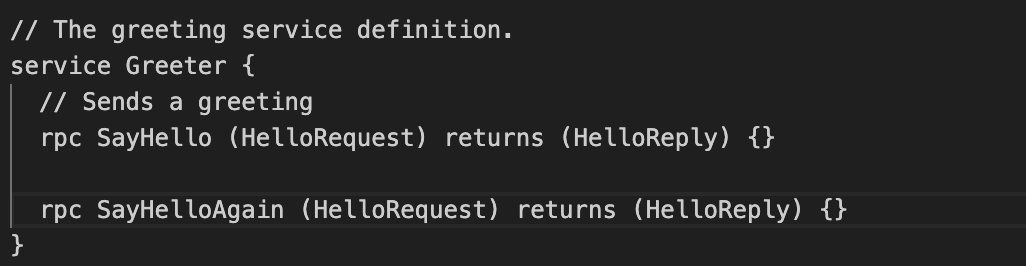 // The greeting service definition.
service Greeter {
  // Sends a greeting
  rpc SayHello (HelloRequest) returns (HelloReply) {}

  rpc SayHelloAgain (HelloRequest) returns (HelloReply) {}
}